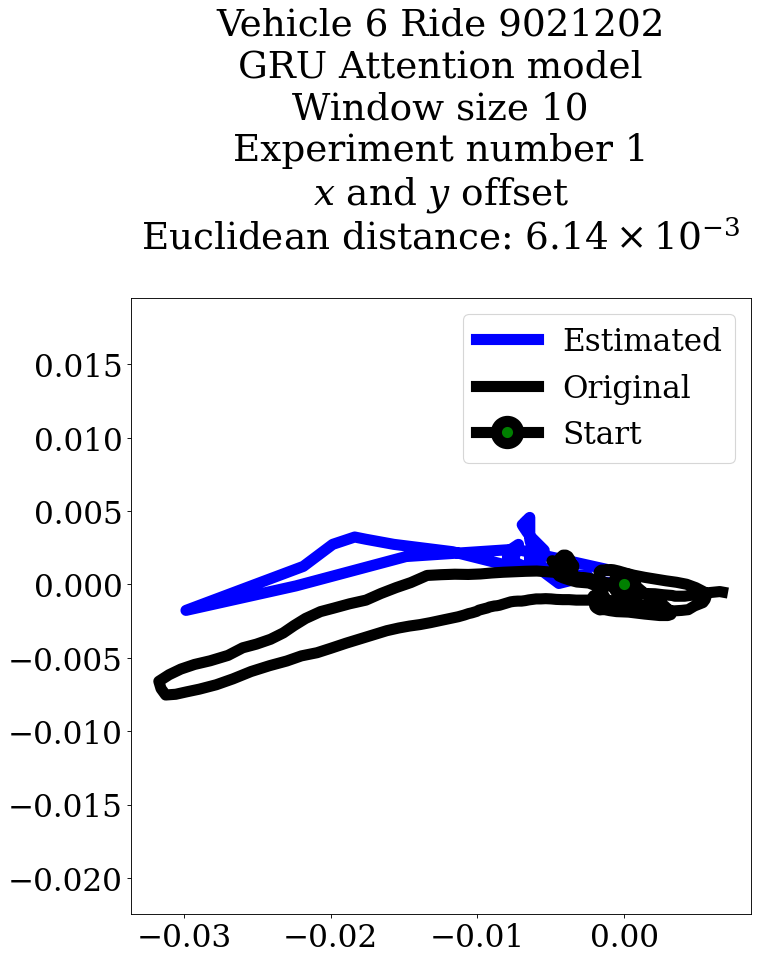 Vehicle 6 Ride 9021202
GRU Attention model
Window size 10
Experiment number 1
x and y offset
Euclidean distance: 6.14 × 10⁻³
Estimated
Original
Start
0.015
0.010
0.005
0.000
−0.005
−0.010
−0.015
−0.020
−0.03 −0.02 −0.01 0.00